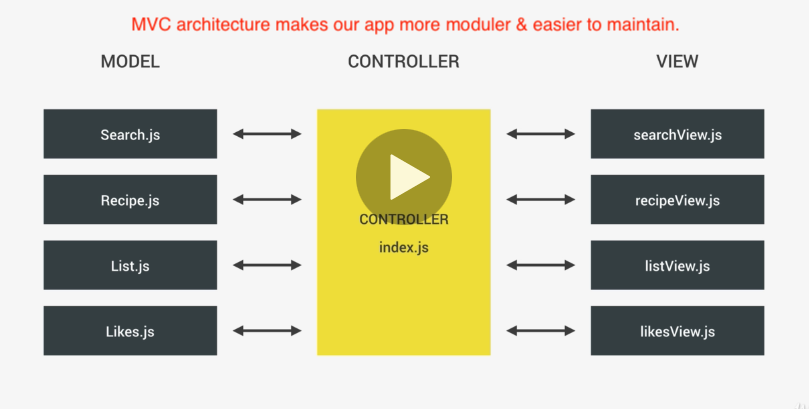 MVC architecture makes our app more moduler & easier to maintain.
MODEL CONTROLLER VIEW
Search.js searchView.js
Recipe.js recipeView.js
CONTROLLER
index.js
List.js listView.js
Likes.js likesView.js